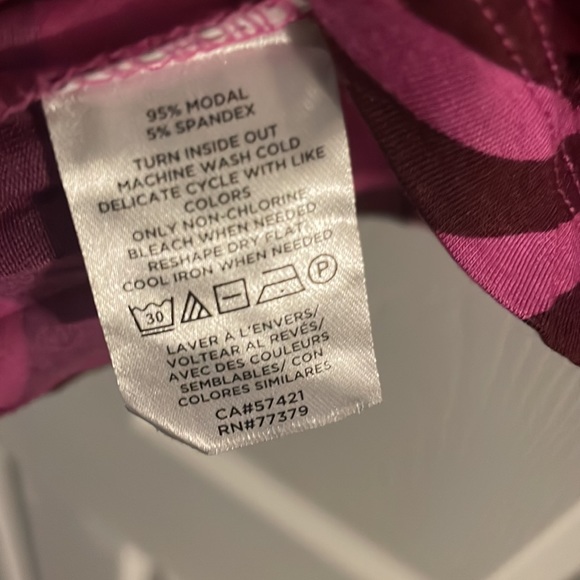 95% MODAL
5% SPANDEX
TURN INSIDE OUT
MACHINE WASH COLD
DELICATE CYCLE WITH LIKE
COLORS
ONLY NON-CHLORINE
BLEACH WHEN NEEDED
RESHAPE DRY FLAT
COOL IRON WHEN NEEDED
30 P
LAVER À L'ENVERS/
VOLTEAR AL REVÉS/
AVEC DES COULEURS
SEMBLABLES/ CON
COLORES SIMILARES
CA#57421
RN#77379